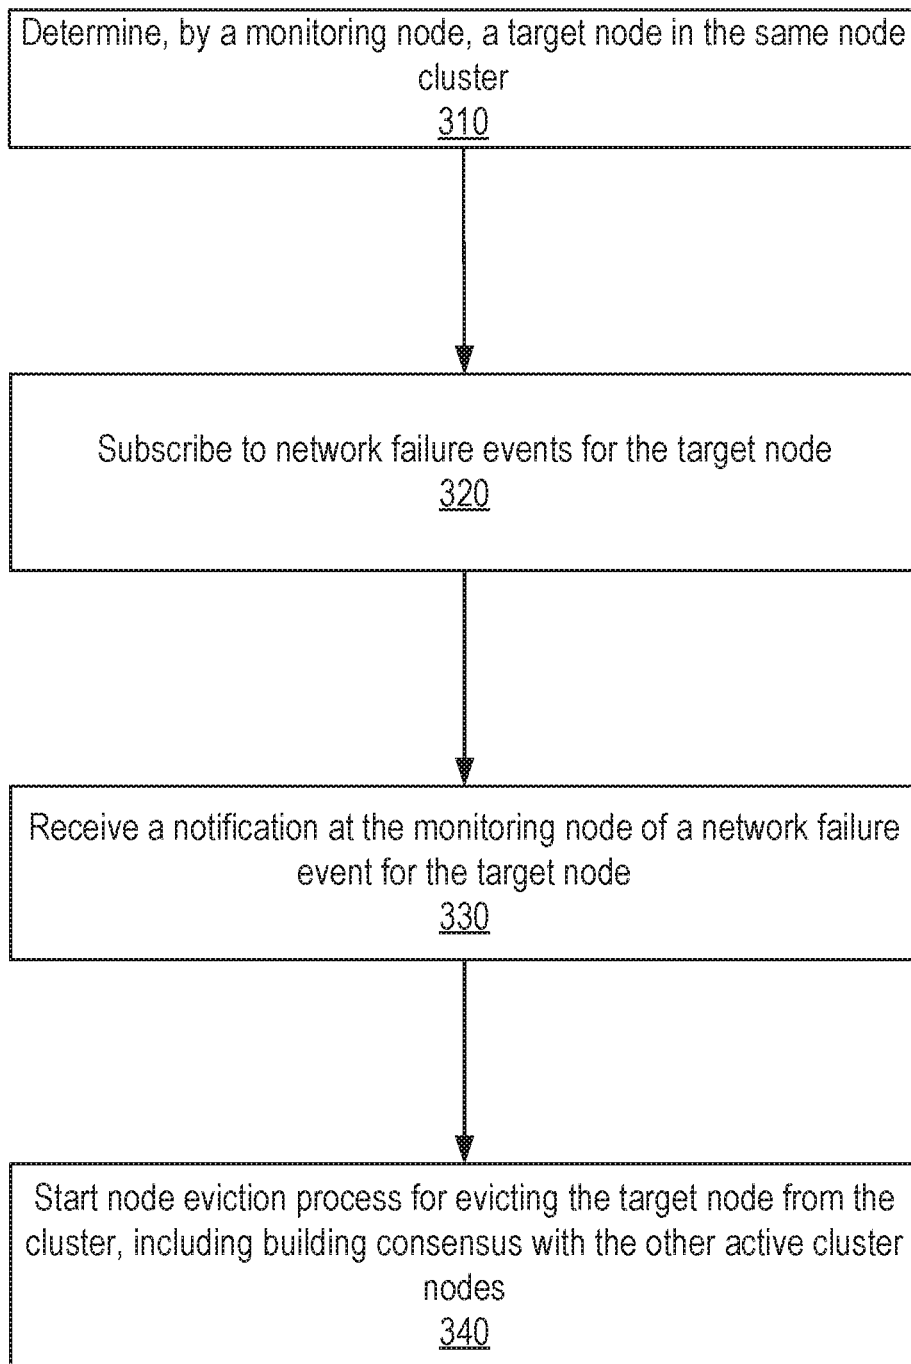 Determine, by a monitoring node, a target node in the same node
cluster
310
Subscribe to network failure events for the target node
320
Receive a notification at the monitoring node of a network failure
event for the target node
330
Start node eviction process for evicting the target node from the
cluster, including building consensus with the other active cluster
nodes
340